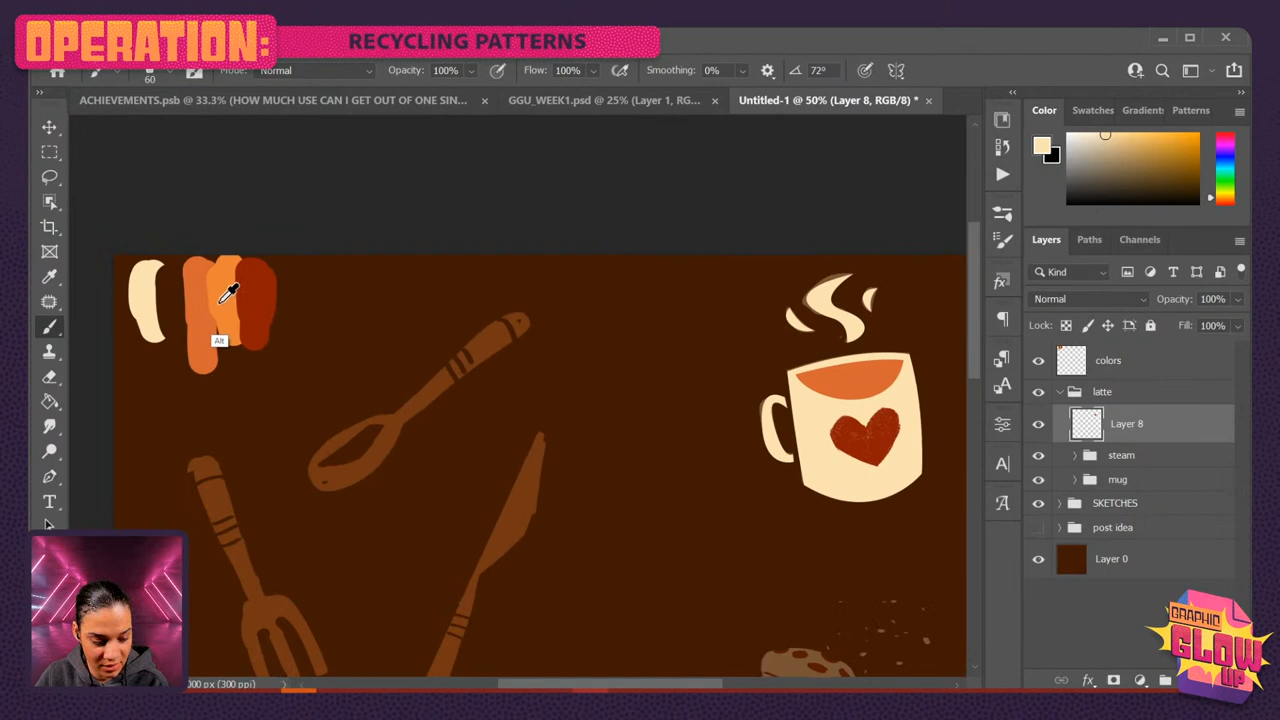 OPERATION:
RECYCLING PATTERNS
60
Mode: Normal
Opacity: 100%
Flow: 100%
Smoothing: 0%
72°
ACHIEVEMENTS.psb @ 33.3% (HOW MUCH USE CAN I GET OUT OF ONE SIN...
GGU_WEEK1.psd @ 25% (Layer 1, RG...
Untitled-1 @ 50% (Layer 8, RGB/8) *
Color
Swatches
Gradients
Patterns
Alt
Layers
Paths
Channels
Kind
Normal
Opacity: 100%
Lock:
Fill: 100%
colors
latte
Layer 8
steam
mug
SKETCHES
post idea
Layer 0
000 px (300 ppi)
GRAPHIC
GLOW
UP